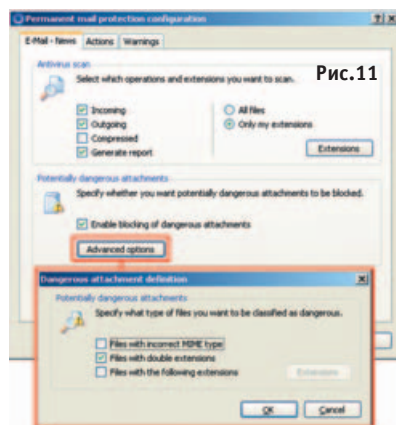 Permanent mail protection configuration
E-Mail - News Actions Warnings
Antivirus scan
Select which operations and extensions you want to scan.
Рис.11
Incoming
All files
Outgoing
Only my extensions
Compressed
Generate report
Extensions
Potentially dangerous attachments
Specify whether you want potentially dangerous attachments to be blocked.
Enable blocking of dangerous attachments
Advanced options
Dangerous attachment definition
Potentially dangerous attachments
Specify what type of files you want to be classified as dangerous.
Files with incorrect MIME type
Files with double extensions
Files with the following extensions
Extensions
OK Cancel